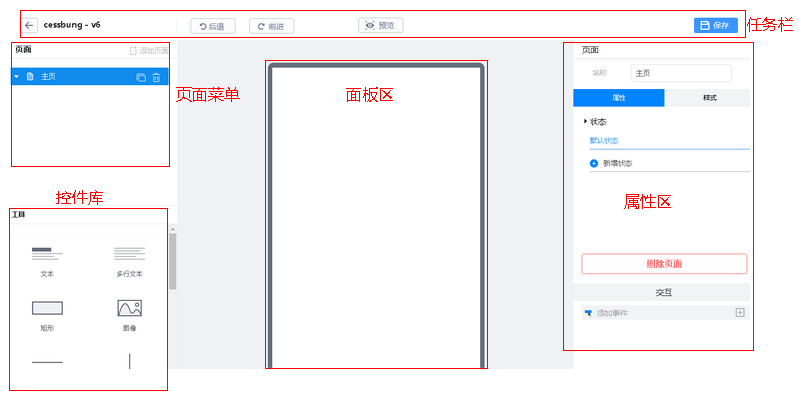 cessbung - v6
后退
前进
预览
保存
任务栏
页面
添加页面
主页
页面菜单
面板区
控件库
工具
文本
多行文本
矩形
图像
页面
名称
主页
属性
样式
状态
默认状态
新增状态
属性区
删除页面
交互
添加事件